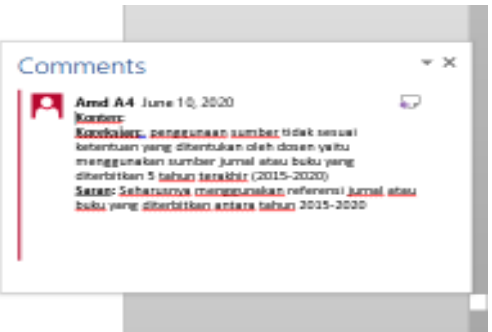 Comments
Amd A4 June 10, 2020
Konten:
Koreksian: penggunaan sumber tidak sesuai
ketentuan yang ditentukan oleh dosen yaitu
menggunakan sumber jurnal atau buku yang
diterbitkan 5 tahun terakhir (2015-2020)
Saran: Seharusnya menggunakan referensi jurnal atau
buku yang diterbitkan antara tahun 2015-2020